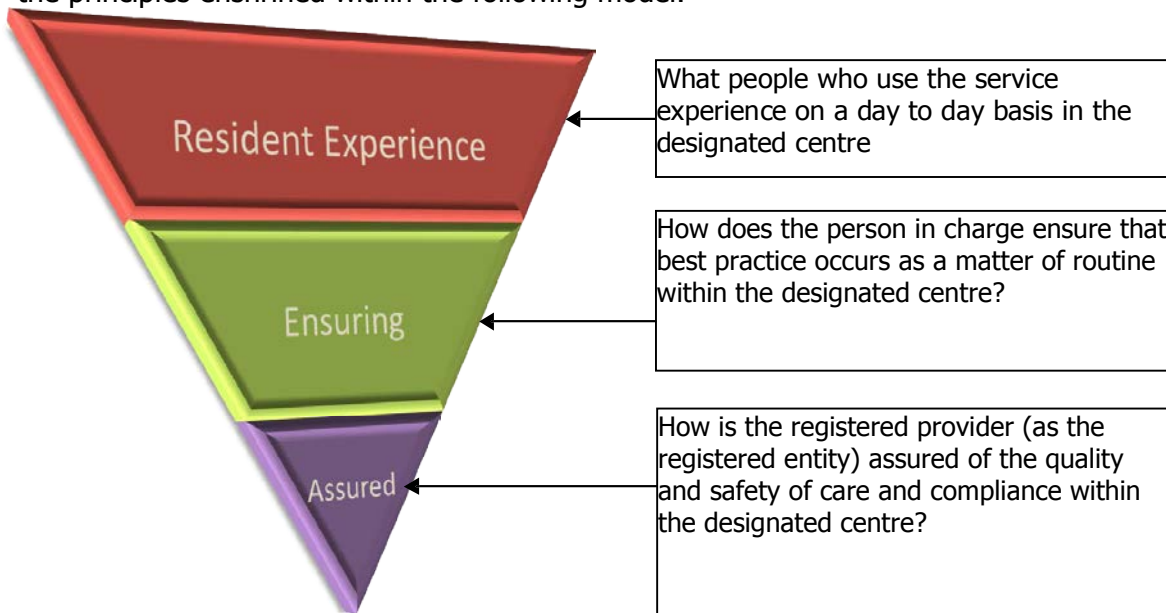 the principles enshrined within the following model:
Resident Experience
What people who use the service
experience on a day to day basis in the
designated centre
Ensuring
How does the person in charge ensure that
best practice occurs as a matter of routine
within the designated centre?
Assured
How is the registered provider (as the
registered entity) assured of the quality
and safety of care and compliance within
the designated centre?